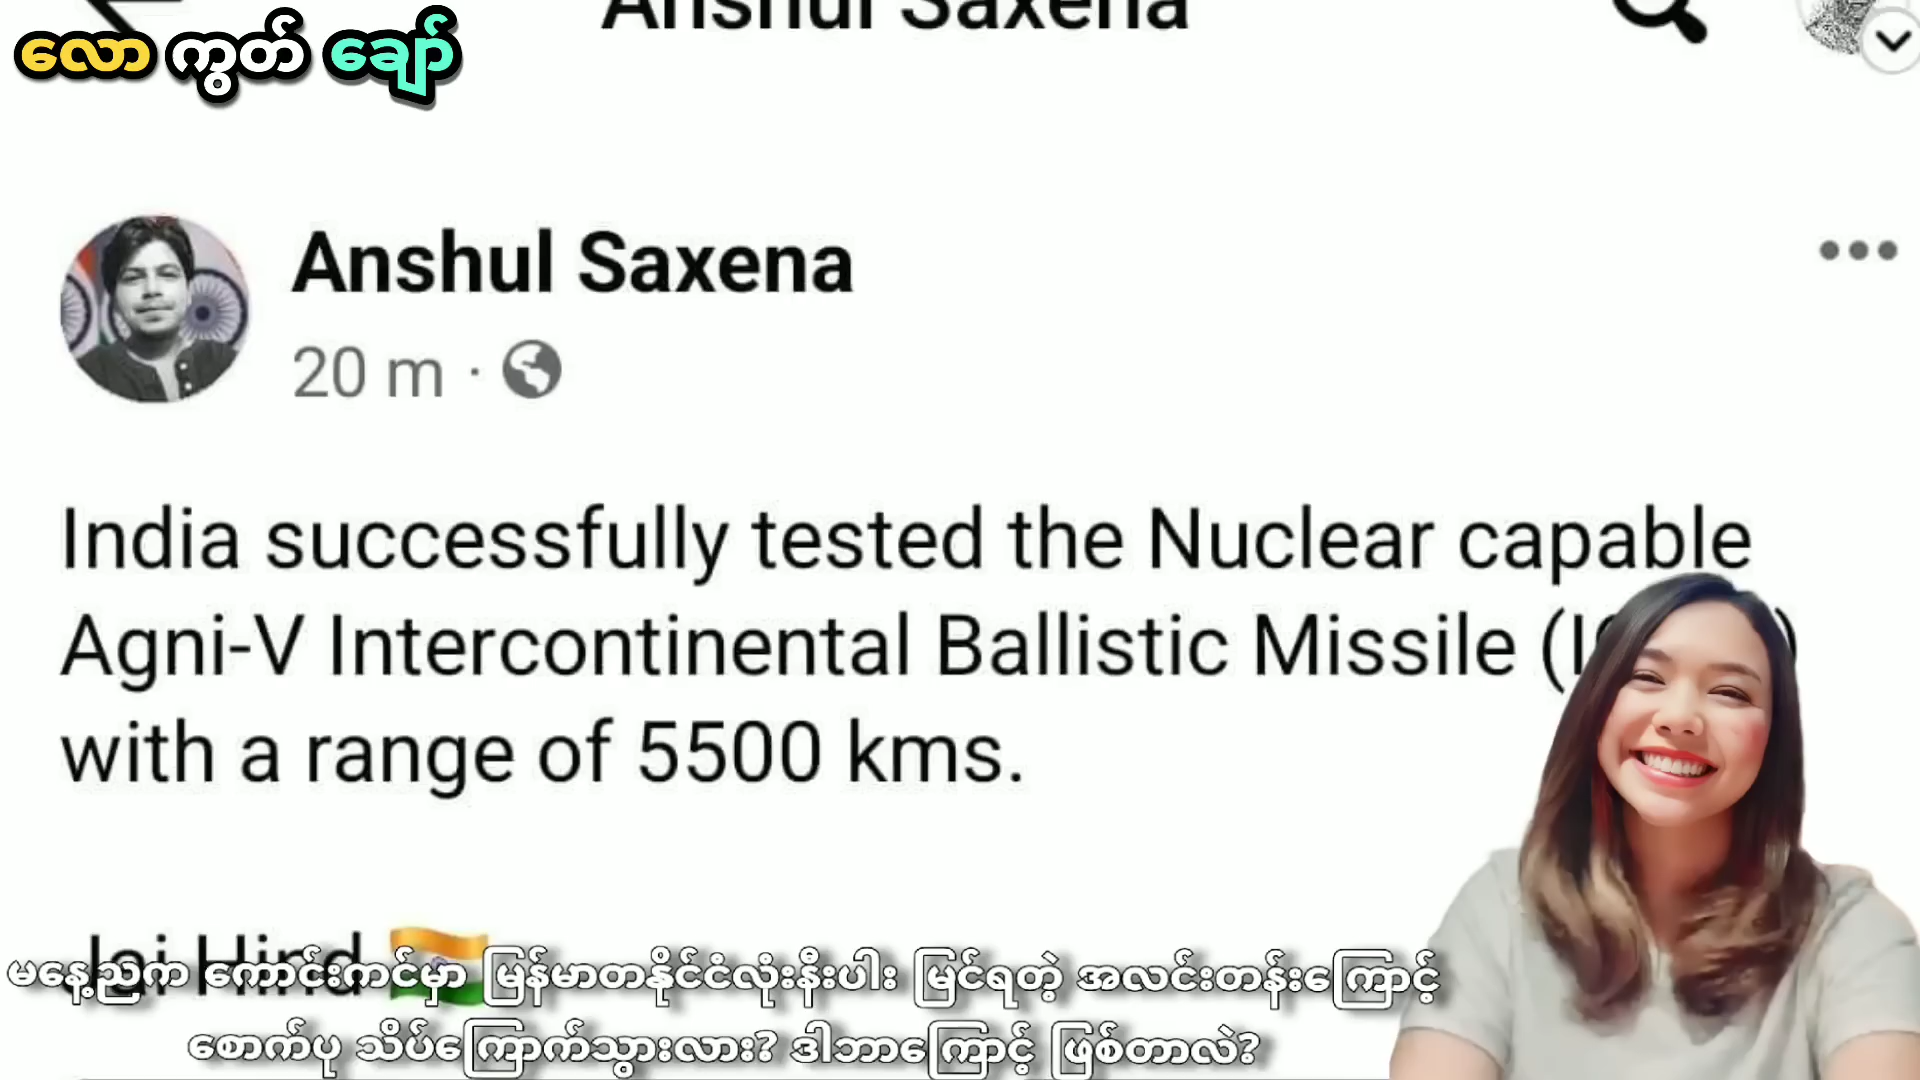 Anshul Saxena
လော ကွတ် ချော်
Anshul Saxena
20 m ·
India successfully tested the Nuclear capable
Agni-V Intercontinental Ballistic Missile
with a range of 5500 kms.
Jai Hind
မနေ့ညက ကောင်းကင်မှာ မြန်မာတနိုင်ငံလုံးနီးပါး မြင်ရတဲ့ အလင်းတန်းကြောင့်
စောက်ပု သိပ်ကြောက်သွားလား? ဒါဘာကြောင့် ဖြစ်တာလဲ?